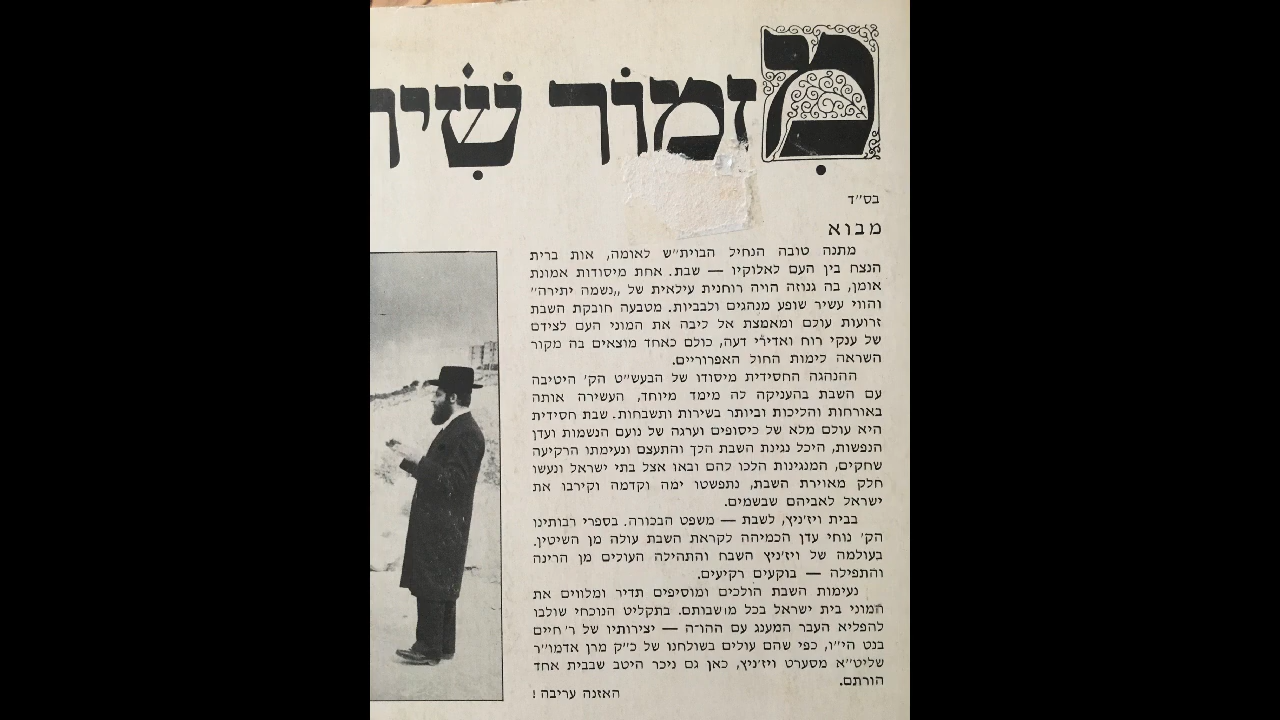 מִזמוֹר שִׁיר
בס״ד
מבוא
מתנה טובה הנחיל הבוית״ש לאומה, אות ברית
הנצח בין העם לאלוקיו — שבת. אחת מיסודות אמונת
אומן, בה גנוזה הויה רוחנית עילאית של ,,נשמה יתירה״
והווי עשיר שופע מנהגים ולבביות. מטבעה חובקת השבת
זרועות עולם ומאמצת אל ליבה את המוני העם לצידם
של ענקי רוח ואדירי דעה, כולם כאחד מוצאים בה מקור
השראה לימות החול האפרוריים.
ההנהגה החסידית מיסודו של הבעש״ט הק׳ היטיבה
עם השבת בהעניקה לה מימד מיוחד, העשירה אותה
באורחות והליכות וביותר בשירות ותשבחות. שבת חסידית
היא עולם מלא של כיסופים וערגה של נועם הנשמות ועדן
הנפשות, היכל נגינת השבת הלך והתעצם ונעימתו הרקיעה
שחקים, המנגינות הלכו להם ובאו אצל בתי ישראל ונעשו
חלק מאוירת השבת, נתפשטו ימה וקדמה וקירבו את
ישראל לאביהם שבשמים.
בבית ויז׳ניץ, לשבת — משפט הבכורה. בספרי רבותינו
הק׳ נוחי עדן הכמיהה לקראת השבת עולה מן השיטין.
בעולמה של ויז׳ניץ השבח והתהילה העולים מן הרינה
והתפילה — בוקעים רקיעים.
נעימות השבת הולכים ומוסיפים תדיר ומלווים את
המוני בית ישראל בכל מושבותם. בתקליט הנוכחי שולבו
להפליא העבר המענג עם ההוה — יצירותיו של ר׳ חיים
בנט הי״ו, כפי שהם עולים בשולחנו של כ״ק מרן אדמו״ר
שליט״א מסערט ויז׳ניץ, כאן גם ניכר היטב שבבית אחד
הורתם.
האזנה עריבה !